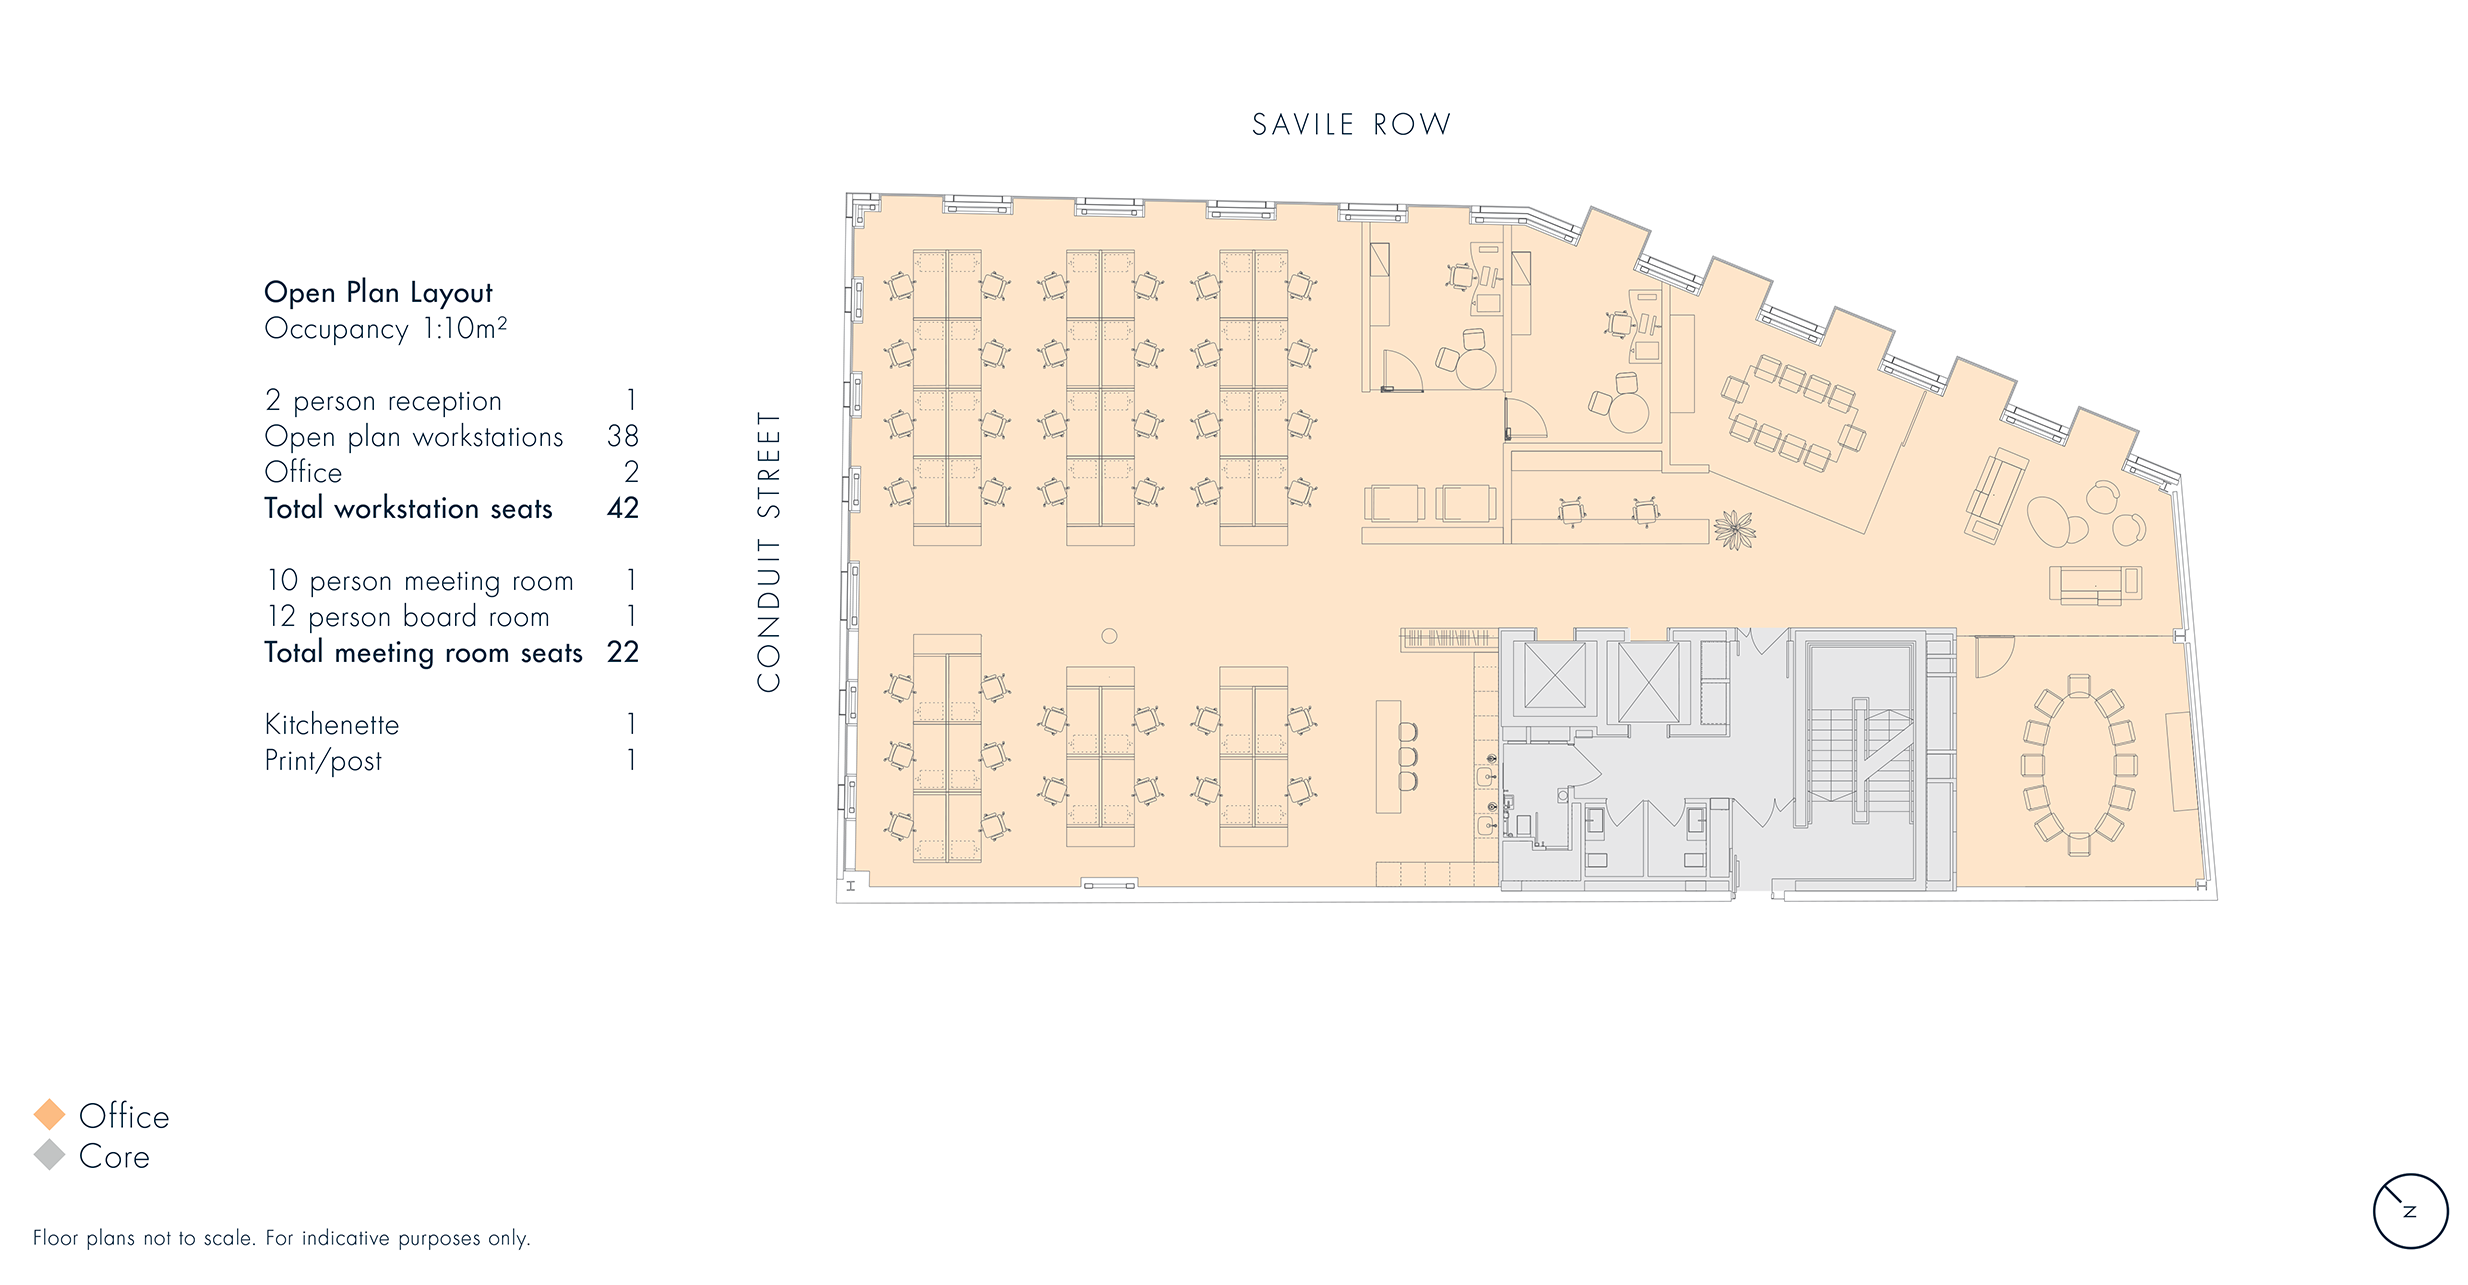 SAVILE ROW
CONDUIT STREET
Open Plan Layout
Occupancy 1:10m²
2 person reception 1
Open plan workstations 38
Office 2
Total workstation seats 42
10 person meeting room 1
12 person board room 1
Total meeting room seats 22
Kitchenette 1
Print/post 1
Office
Core
Floor plans not to scale. For indicative purposes only.
N